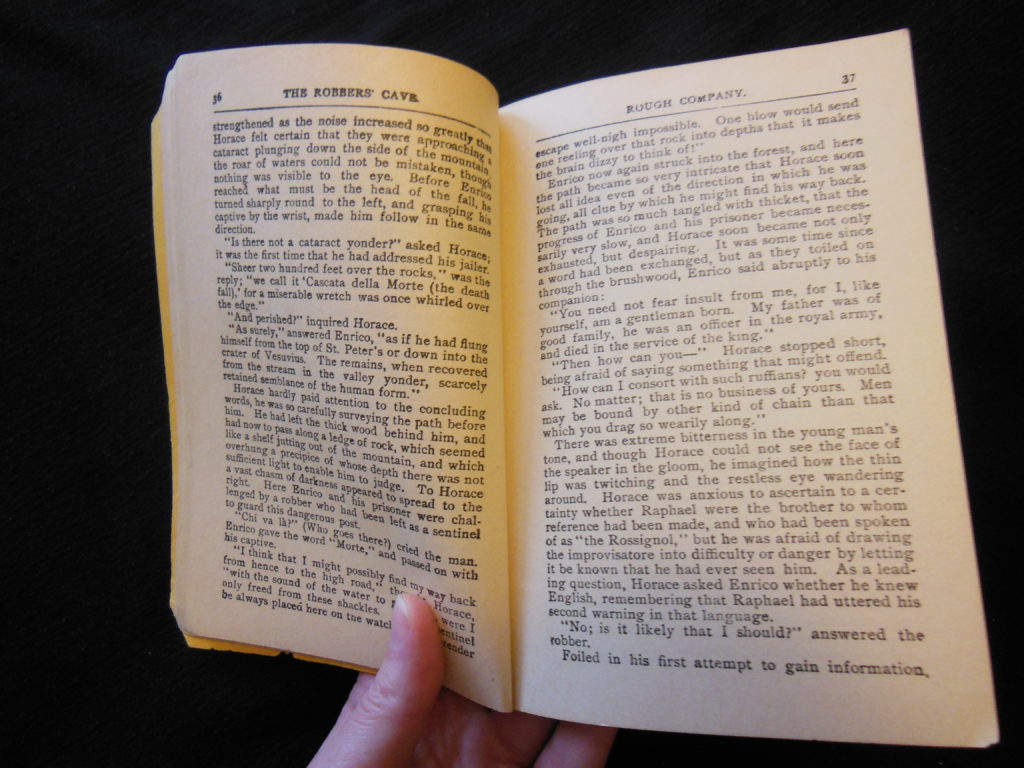 36
THE ROBBERS' CAVE.
strengthened as the noise increased so greatly that
Horace felt certain that they were approaching a
cataract plunging down the side of the mountain
the roar of waters could not be mistaken, though
nothing was visible to the eye. Before Enrico
reached what must be the head of the fall, he
turned sharply round to the left, and grasping his
captive by the wrist, made him follow in the same
direction.
"Is there not a cataract yonder?" asked Horace;
it was the first time that he had addressed his jailer.
"Sheer two hundred feet over the rocks," was the
reply; "we call it 'Cascata della Morte (the death
fall),' for a miserable wretch was once whirled over
the edge."
"And perished?" inquired Horace.
"As surely," answered Enrico, "as if he had flung
himself from the top of St. Peter's or down into the
crater of Vesuvius. The remains, when recovered
from the stream in the valley yonder, scarcely
retained semblance of the human form."
Horace hardly paid attention to the concluding
words, he was so carefully surveying the path before
him. He had left the thick wood behind him, and
had now to pass along a ledge of rock, which seemed
like a shelf jutting out of the mountain, and which
overhung a precipice of whose depth there was not
sufficient light to enable him to judge. To Horace
a vast chasm of darkness appeared to spread to the
right. Here Enrico and his prisoner were chal-
lenged by a robber who had been left as a sentinel
to guard this dangerous post.
"Chi va là?" (Who goes there?) cried the man.
Enrico gave the word "Morte," and passed on with
his captive.
"I think that I might possibly find my way back
from hence to the high road," Horace,
"with the sound of the water to were I
only freed from these shackles. sentinel
be always placed here on the watch render
37
ROUGH COMPANY.
escape well-nigh impossible. One blow would send
one reeling over that rock into depths that it makes
the brain dizzy to think of!"
Enrico now again struck into the forest, and here
the path became so very intricate that Horace soon
lost all idea even of the direction in which he was
going, all clue by which he might find his way back.
The path was so much tangled with thicket, that the
progress of Enrico and his prisoner became neces-
sarily very slow, and Horace soon became not only
exhausted, but despairing. It was some time since
a word had been exchanged, but as they toiled on
through the brushwood, Enrico said abruptly to his
companion:
"You need not fear insult from me, for I, like
yourself, am a gentleman born. My father was of
good family, he was an officer in the royal army,
and died in the service of the king."
"Then how can you—" Horace stopped short,
being afraid of saying something that might offend.
"How can I consort with such ruffians? you would
ask. No matter; that is no business of yours. Men
may be bound by other kind of chain than that
which you drag so wearily along."
There was extreme bitterness in the young man's
tone, and though Horace could not see the face of
the speaker in the gloom, he imagined how the thin
lip was twitching and the restless eye wandering
around. Horace was anxious to ascertain to a cer-
tainty whether Raphael were the brother to whom
reference had been made, and who had been spoken
of as "the Rossignol," but he was afraid of drawing
the improvisatore into difficulty or danger by letting
it be known that he had ever seen him. As a lead-
ing question, Horace asked Enrico whether he knew
English, remembering that Raphael had uttered his
second warning in that language.
"No; is it likely that I should?" answered the
robber.
Foiled in his first attempt to gain information,